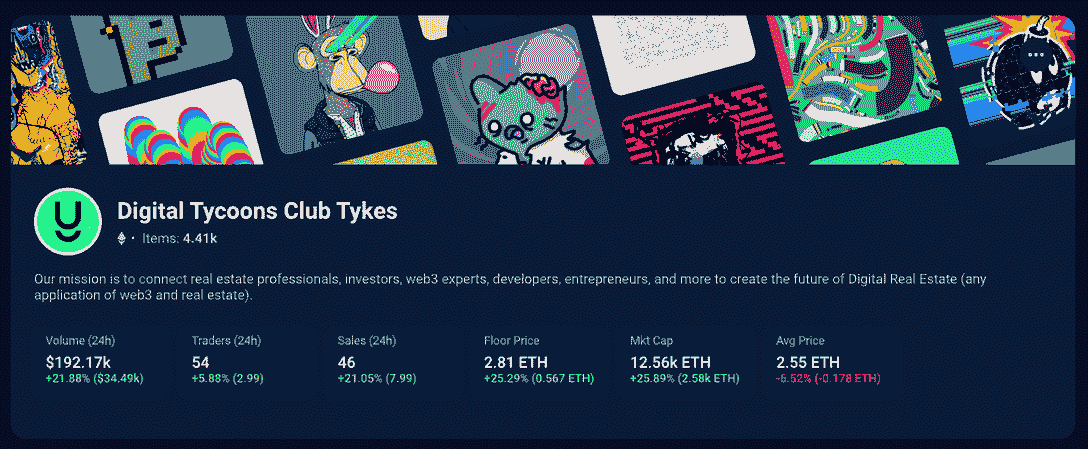 Digital Tycoons Club Tykes
• Items: 4.41k
Our mission is to connect real estate professionals, investors, web3 experts, developers, entrepreneurs, and more to create the future of Digital Real Estate (any
application of web3 and real estate).
Volume (24h) Traders (24h) Sales (24h) Floor Price Mkt Cap Avg Price
$192.17k 54 46 2.81 ETH 12.56k ETH 2.55 ETH
+21.88% ($34.49k) +5.88% (2.99) +21.05% (7.99) +25.29% (0.567 ETH) +25.89% (2.58k ETH) -6.52% (-0.178 ETH)